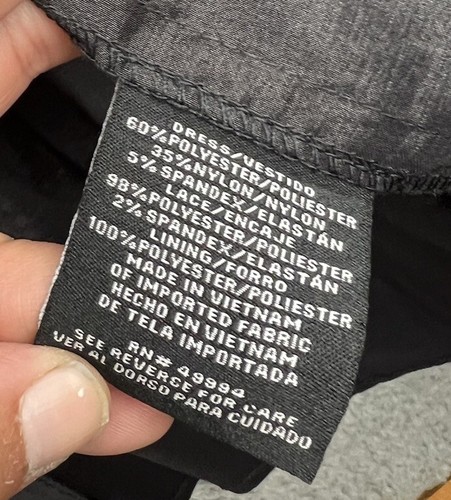 DRESS/VESTIDO
60%POLYESTER/POLIESTER
35%NYLON/NYLON
5%SPANDEX/ELASTÁN
LACE/ENCAJE
98%POLYESTER/POLIESTER
2%SPANDEX/ELASTÁN
LINING/FORRO
100%POLYESTER/POLIESTER
MADE IN VIETNAM
OF IMPORTED FABRIC
HECHO EN VIETNAM
DE TELA IMPORTADA
RN# 49994
SEE REVERSE FOR CARE
VER AL DORSO PARA CUIDADO